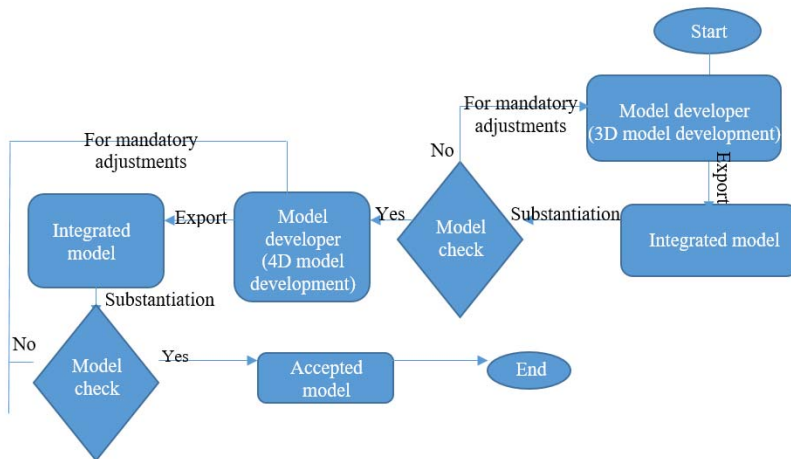 Start
Model developer
(3D model development)
For mandatory
adjustments
No
Export
Integrated model
Substantiation
Model
check
Yes
Model
developer
(4D model
development)
For mandatory
adjustments
Export
Integrated
model
Substantiation
Model
check
No
Yes
Accepted
model
End